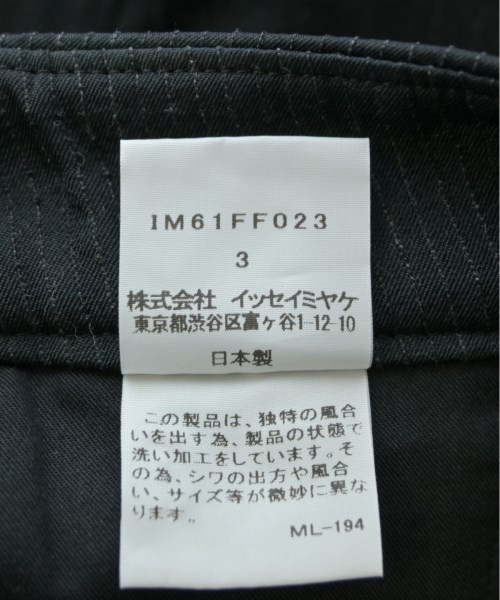 IM61FF023
3
株式会社 イッセイミヤケ
東京都渋谷区富ヶ谷1-12-10
日本製
この製品は、独特の風合
いを出す為、製品の状態で
洗い加工をしています。そ
の為、シワの出方や風合
い、サイズ等が微妙に異な
ります。
ML-194